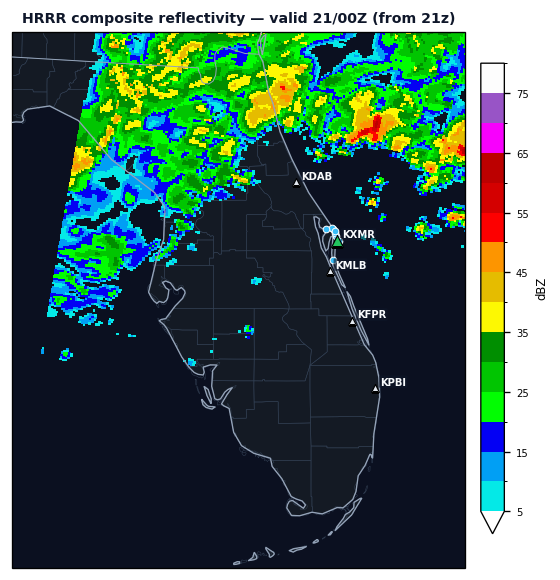 HRRR composite reflectivity — valid 21/00Z (from 21z)
KDAB
KXMR
KMLB
KFPR
KPBI
75
65
55
45
35
25
15
5
dBZ